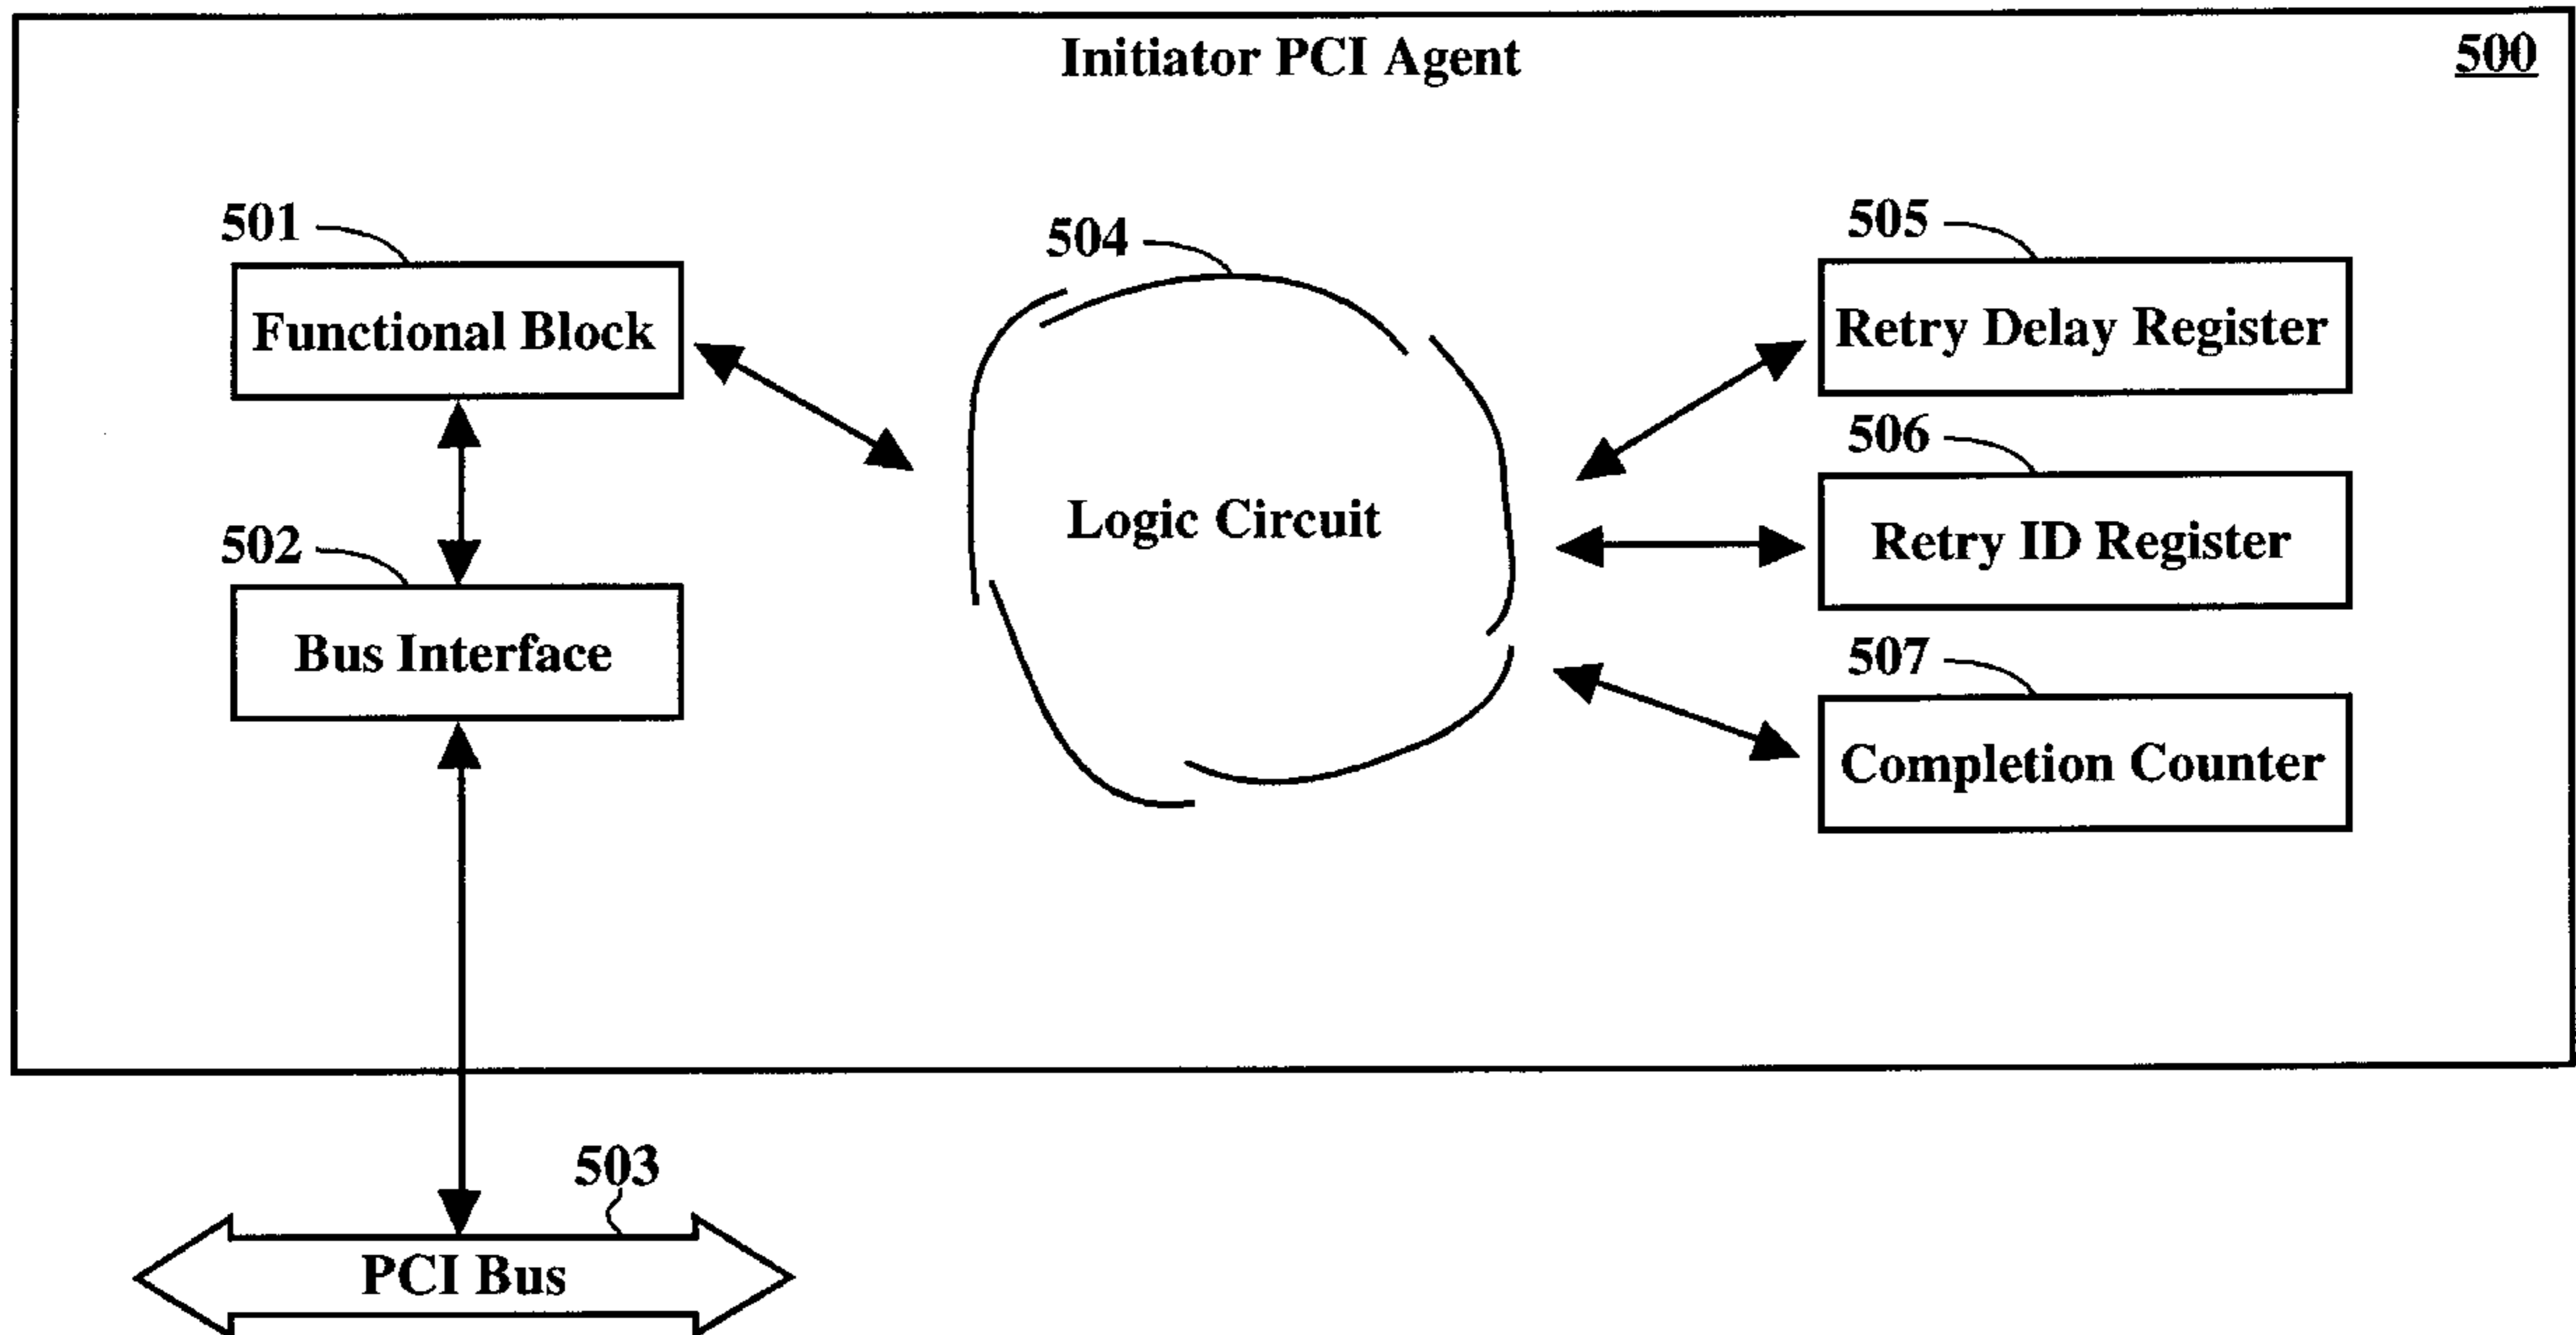 Initiator PCI Agent
500
501
Functional Block
502
Bus Interface
503
PCI Bus
504
Logic Circuit
505
Retry Delay Register
506
Retry ID Register
507
Completion Counter